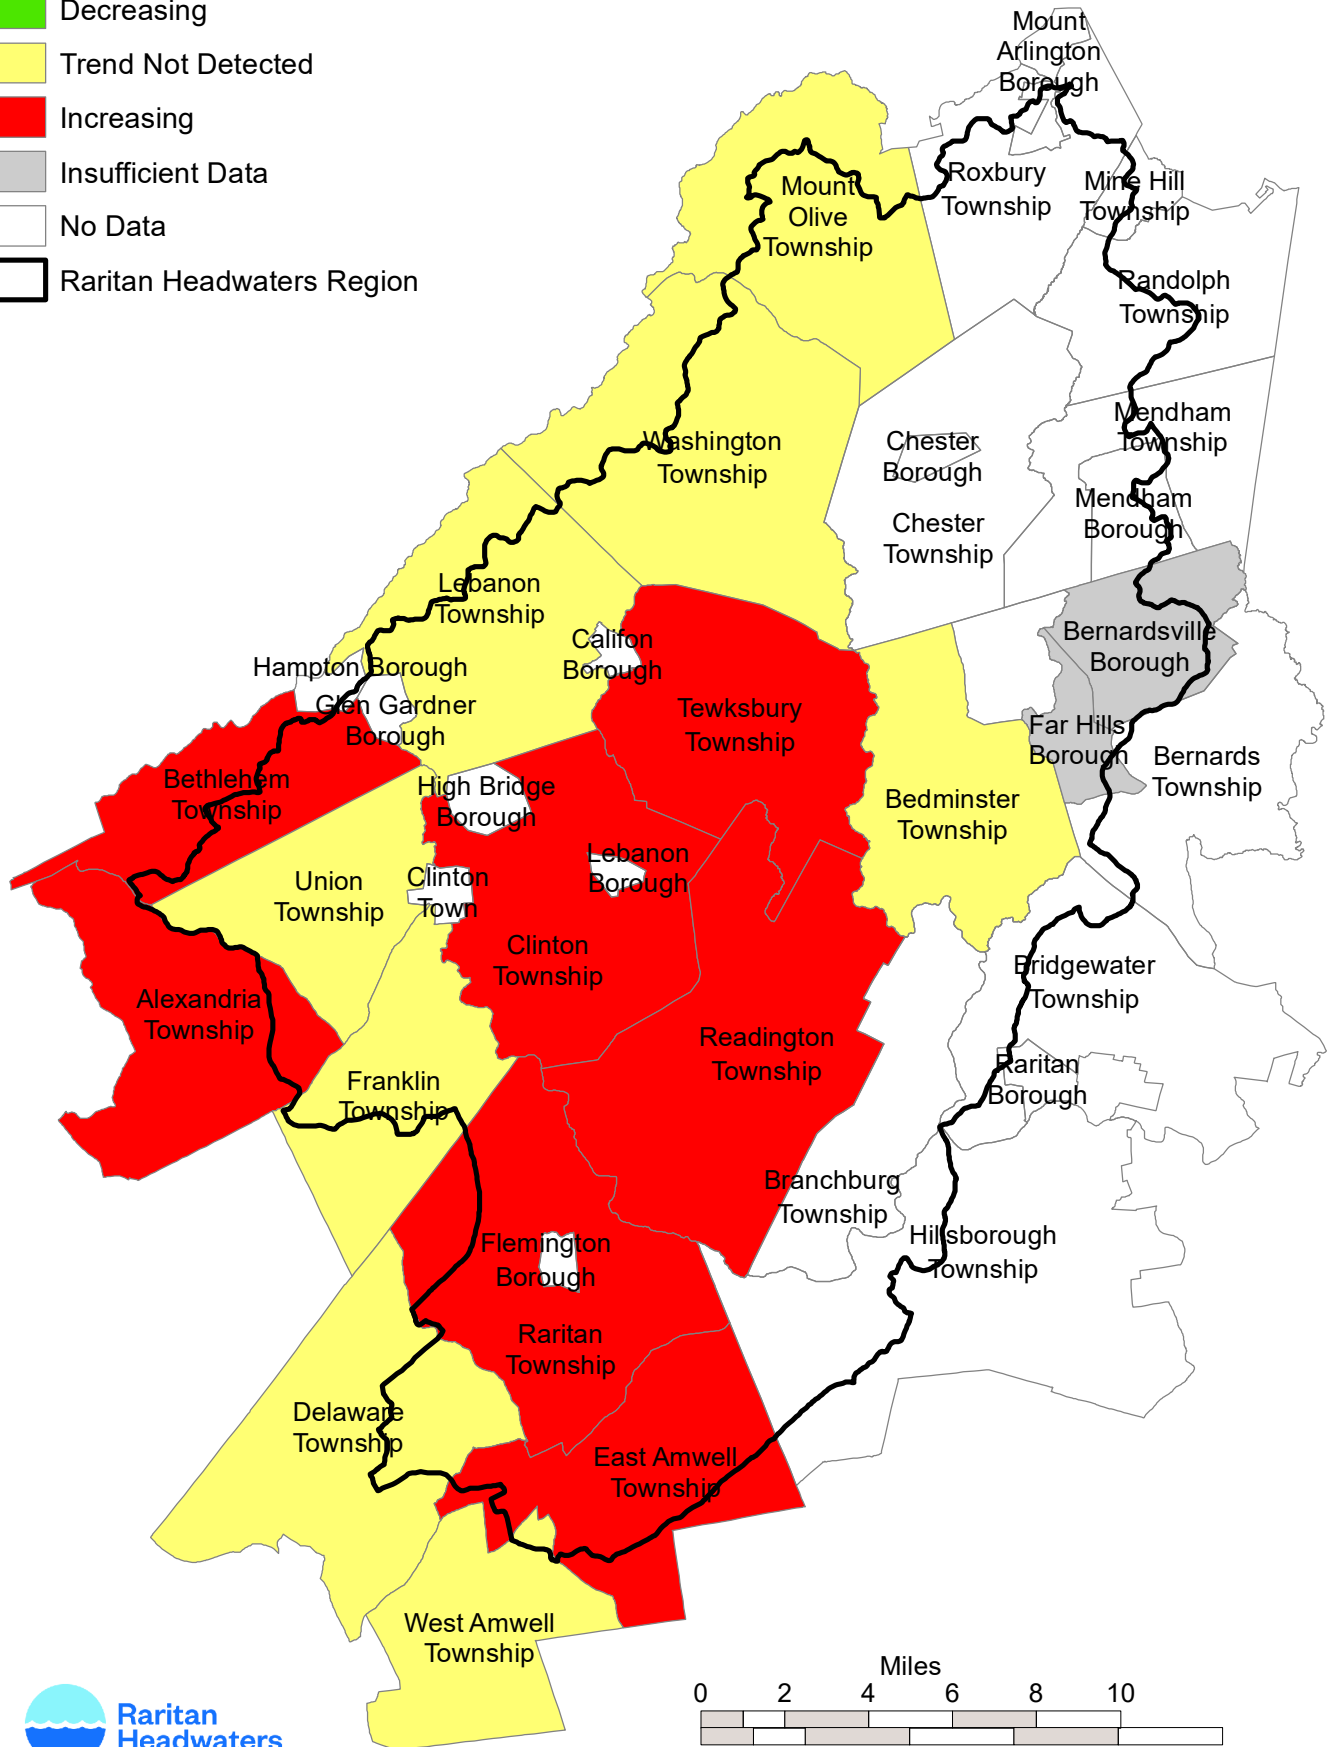 Decreasing
Trend Not Detected
Increasing
Insufficient Data
No Data
Raritan Headwaters Region
Mount
Arlington
Borough
Roxbury
Township
Mine Hill
Township
Mount
Olive
Township
Randolph
Township
Mendham
Township
Washington
Township
Chester
Borough
Mendham
Borough
Chester
Township
Lebanon
Township
Califon
Borough
Bernardsville
Borough
Hampton Borough
Glen Gardner
Borough
Tewksbury
Township
Far Hills
Borough
Bernards
Township
Bethlehem
Township
High Bridge
Borough
Bedminster
Township
Lebanon
Borough
Union
Township
Clinton
Town
Clinton
Township
Bridgewater
Township
Alexandria
Township
Readington
Township
Raritan
Borough
Franklin
Township
Branchburg
Township
Hillsborough
Township
Flemington
Borough
Raritan
Township
Delaware
Township
East Amwell
Township
West Amwell
Township
Miles
0 2 4 6 8 10
Raritan
Headwaters